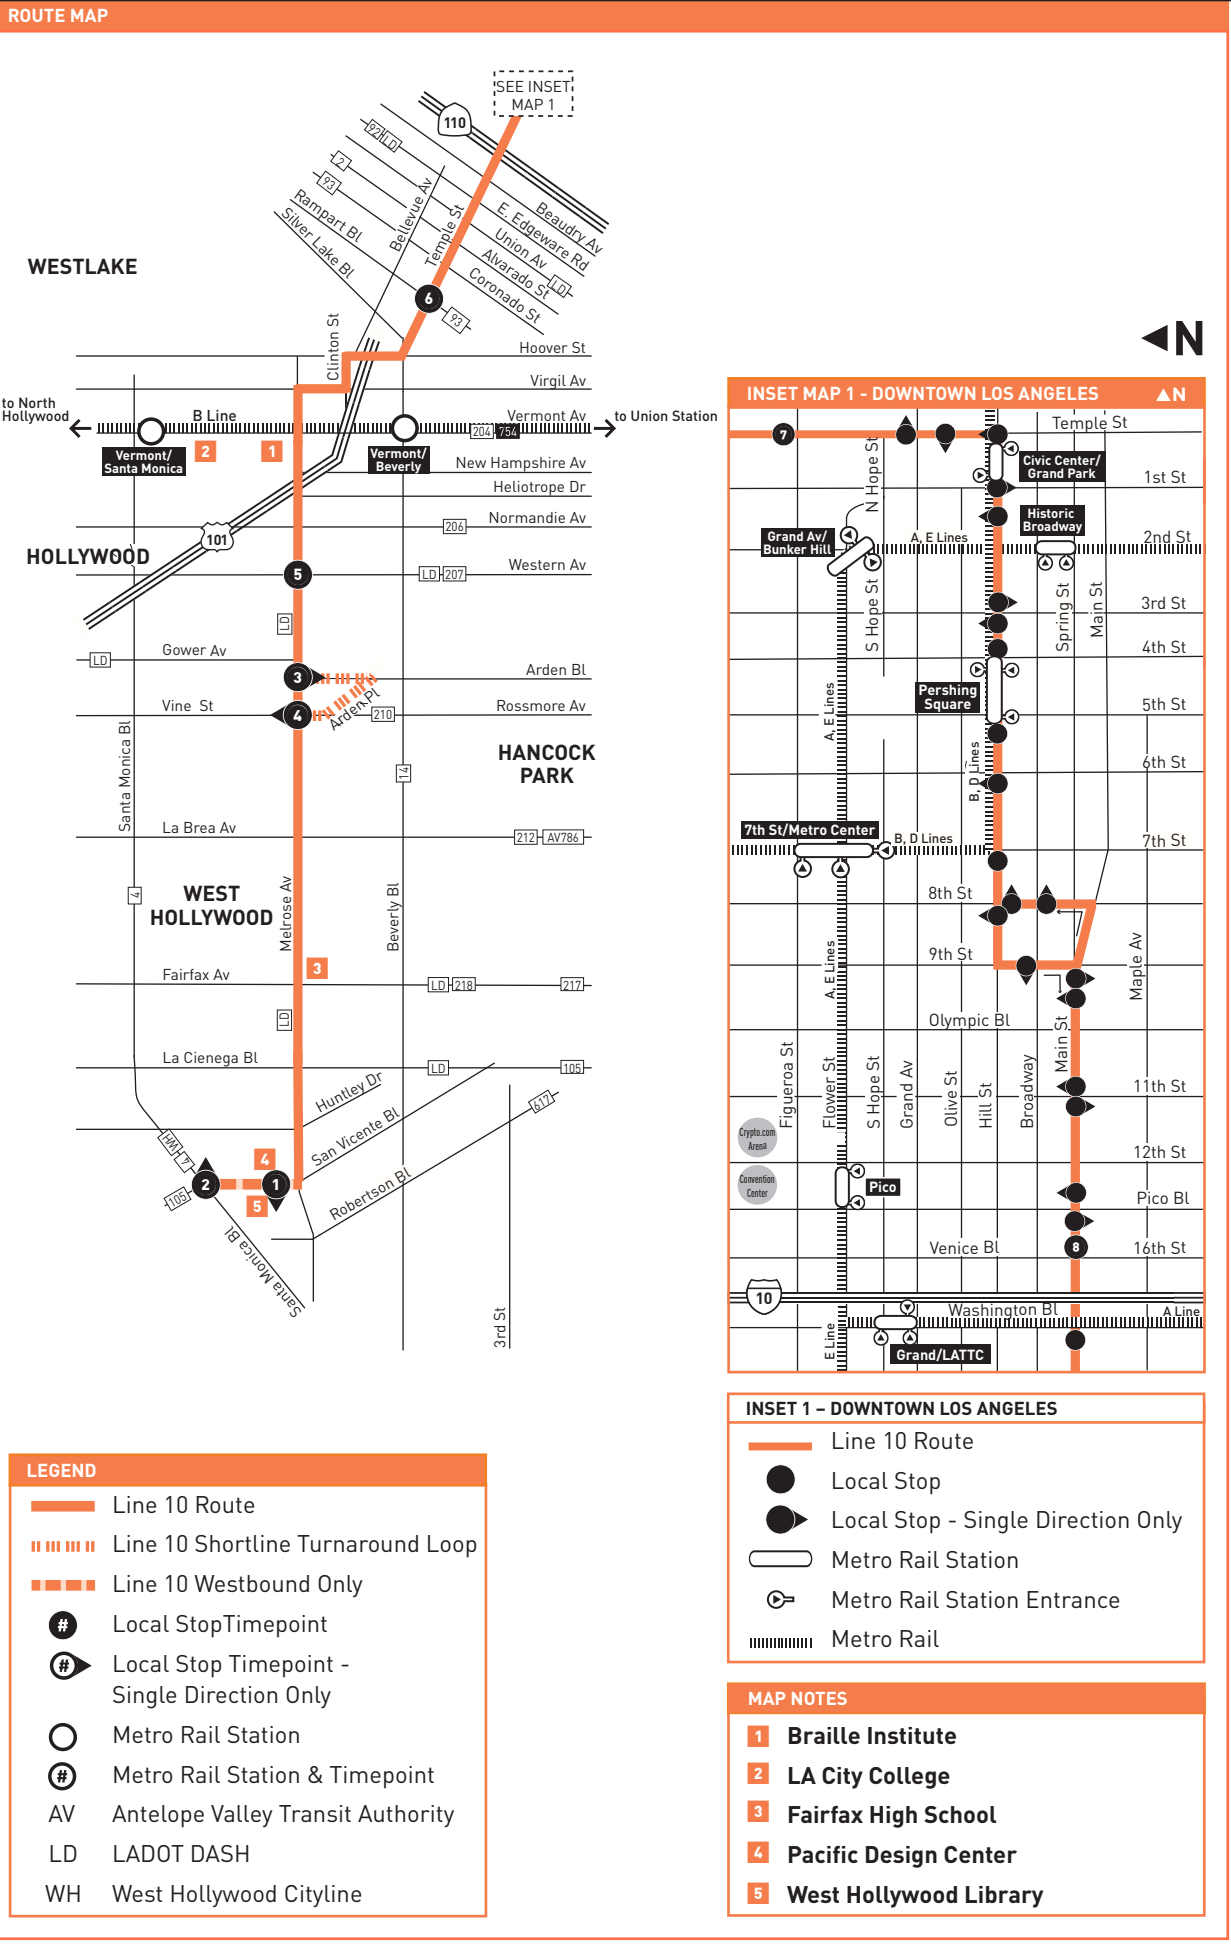 ROUTE MAP
SEE INSET
MAP 1
110
92
LD
2
93
Rampart Bl
Silver Lake Bl
Bellevue Av
Temple St
Beaudry Av
E. Edgeware Rd
Union Av
LD
Alvarado St
Coronado St
6
93
WESTLAKE
Clinton St
Hoover St
Virgil Av
to North
Hollywood
B Line
Vermont Av
to Union Station
204
754
Vermont/
Santa Monica
2
1
Vermont/
Beverly
New Hampshire Av
Heliotrope Dr
206
Normandie Av
101
HOLLYWOOD
5
LD
207
Western Av
LD
Gower Av
LD
3
Arden Bl
Arden Pl
Vine St
4
210
Rossmore Av
HANCOCK
PARK
Santa Monica Bl
14
La Brea Av
212
AV786
4
WEST
HOLLYWOOD
Melrose Av
Beverly Bl
3
Fairfax Av
LD
218
217
LD
La Cienega Bl
LD
105
Huntley Dr
617
San Vicente Bl
WH
4
4
2
1
105
5
Robertson Bl
Santa Monica Bl
3rd St
N
INSET MAP 1 - DOWNTOWN LOS ANGELES
N
7
Temple St
N Hope St
Civic Center/
Grand Park
1st St
Historic
Broadway
Grand Av/
Bunker Hill
A, E Lines
2nd St
S Hope St
Spring St
Main St
3rd St
4th St
A, E Lines
Pershing
Square
5th St
B, D Lines
6th St
7th St/Metro Center
B, D Lines
7th St
8th St
9th St
A, E Lines
Maple Av
Olympic Bl
Main St
Figueroa St
Flower St
S Hope St
Grand Av
Olive St
Hill St
Broadway
11th St
Crypto.com
Arena
12th St
Convention
Center
Pico
Pico Bl
Venice Bl
8
16th St
10
Washington Bl
A Line
E Line
Grand/LATTC
INSET 1 – DOWNTOWN LOS ANGELES
Line 10 Route
Local Stop
Local Stop - Single Direction Only
Metro Rail Station
Metro Rail Station Entrance
Metro Rail
LEGEND
Line 10 Route
Line 10 Shortline Turnaround Loop
Line 10 Westbound Only
# Local StopTimepoint
# Local Stop Timepoint -
Single Direction Only
Metro Rail Station
# Metro Rail Station & Timepoint
AV Antelope Valley Transit Authority
LD LADOT DASH
WH West Hollywood Cityline
MAP NOTES
1 Braille Institute
2 LA City College
3 Fairfax High School
4 Pacific Design Center
5 West Hollywood Library